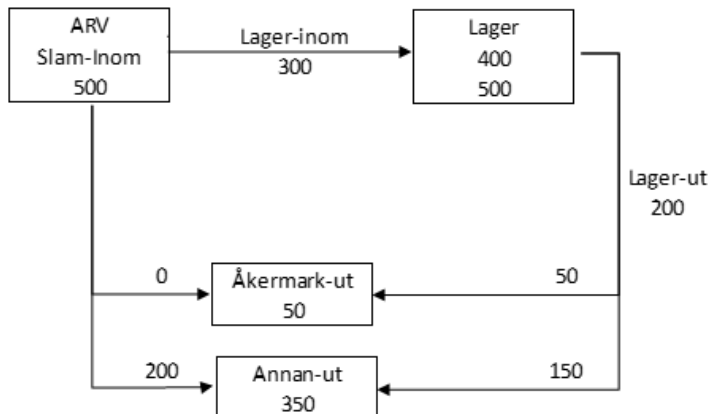 ARV
Slam-Inom
500
Lager-inom
300
Lager
400
500
Lager-ut
200
0
Åkermark-ut
50
50
200
Annan-ut
350
150